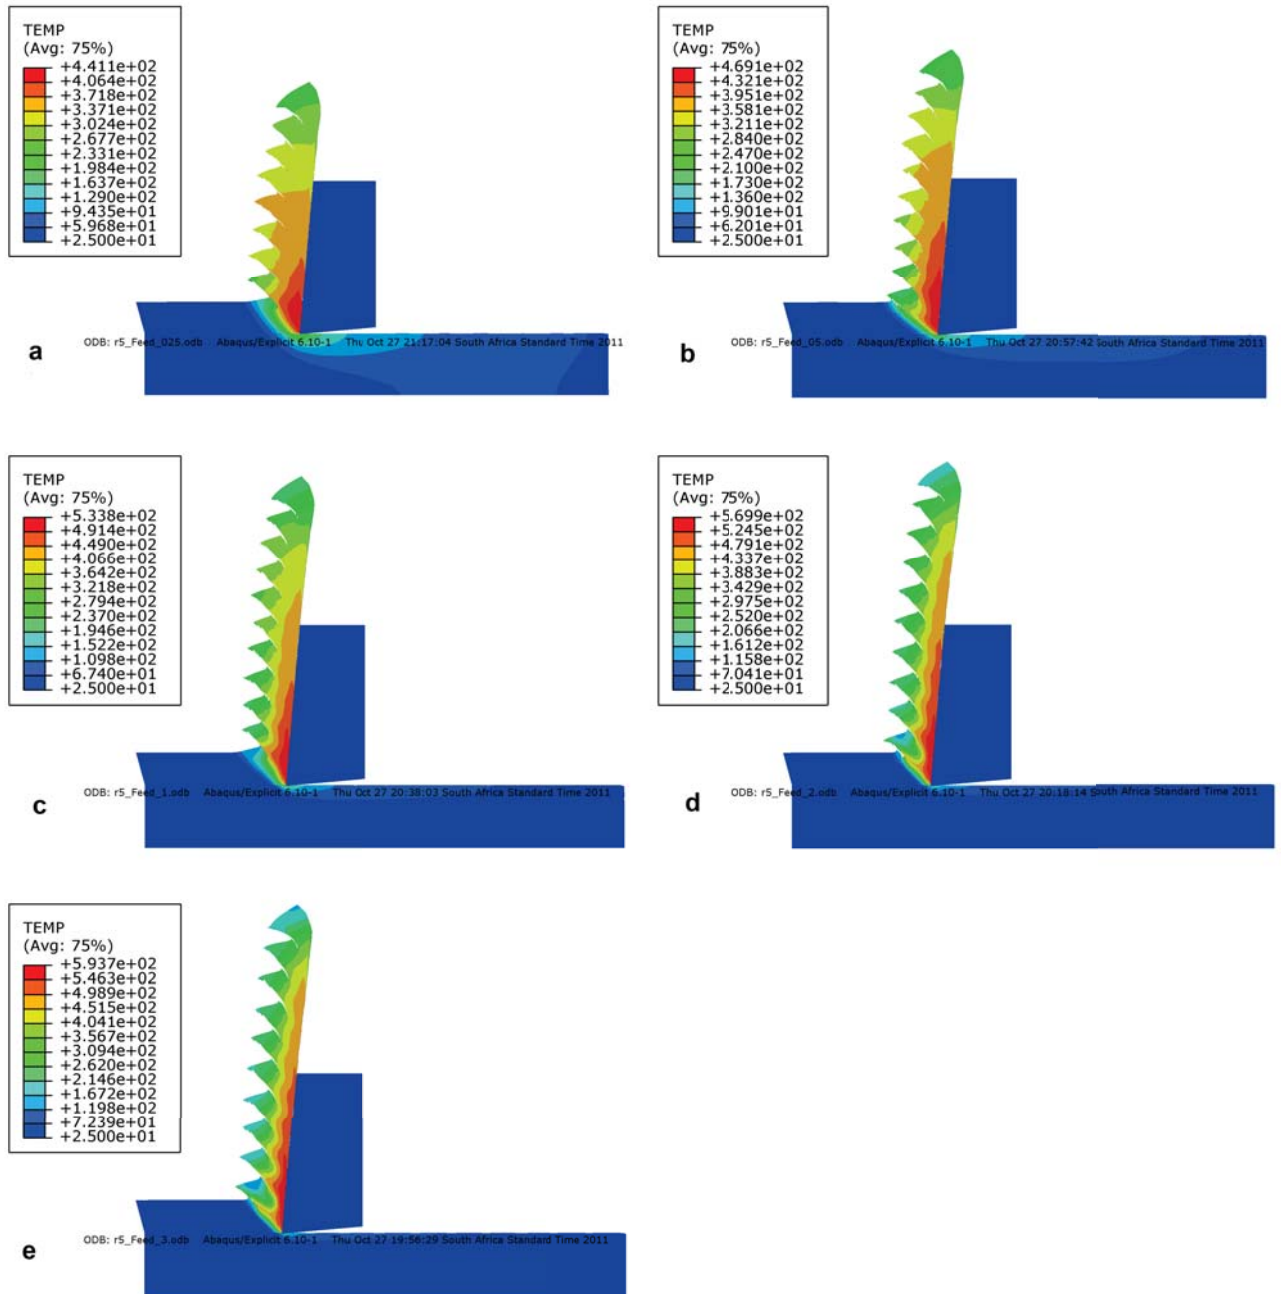 TEMP
(Avg: 75%)
+4.411e+02
+4.064e+02
+3.718e+02
+3.371e+02
+3.024e+02
+2.677e+02
+2.331e+02
+1.984e+02
+1.637e+02
+1.290e+02
+9.435e+01
+5.968e+01
+2.500e+01
a
ODB: r5_Feed_025.odb Abaqus/Explicit 6.10-1 Thu Oct 27 21:17:04 South Africa Standard Time 2011
TEMP
(Avg: 75%)
+4.691e+02
+4.321e+02
+3.951e+02
+3.581e+02
+3.211e+02
+2.840e+02
+2.470e+02
+2.100e+02
+1.730e+02
+1.360e+02
+9.901e+01
+6.201e+01
+2.500e+01
b
ODB: r5_Feed_05.odb Abaqus/Explicit 6.10-1 Thu Oct 27 20:57:42 South Africa Standard Time 2011
TEMP
(Avg: 75%)
+5.338e+02
+4.914e+02
+4.490e+02
+4.066e+02
+3.642e+02
+3.218e+02
+2.794e+02
+2.370e+02
+1.946e+02
+1.522e+02
+1.098e+02
+6.740e+01
+2.500e+01
c
ODB: r5_Feed_1.odb Abaqus/Explicit 6.10-1 Thu Oct 27 20:38:03 South Africa Standard Time 2011
TEMP
(Avg: 75%)
+5.699e+02
+5.245e+02
+4.791e+02
+4.337e+02
+3.883e+02
+3.429e+02
+2.975e+02
+2.520e+02
+2.066e+02
+1.612e+02
+1.158e+02
+7.041e+01
+2.500e+01
d
ODB: r5_Feed_2.odb Abaqus/Explicit 6.10-1 Thu Oct 27 20:18:14 South Africa Standard Time 2011
TEMP
(Avg: 75%)
+5.937e+02
+5.463e+02
+4.989e+02
+4.515e+02
+4.041e+02
+3.567e+02
+3.094e+02
+2.620e+02
+2.146e+02
+1.672e+02
+1.198e+02
+7.239e+01
+2.500e+01
e
ODB: r5_Feed_3.odb Abaqus/Explicit 6.10-1 Thu Oct 27 19:56:29 South Africa Standard Time 2011